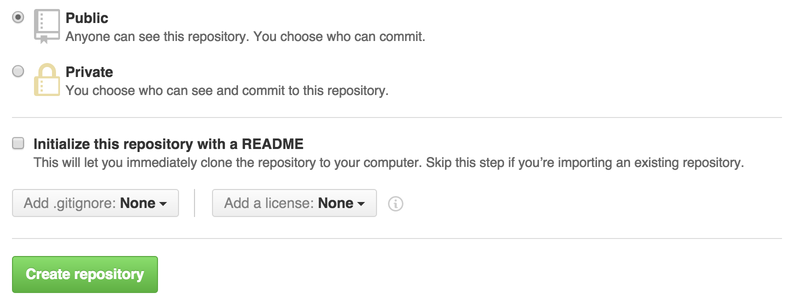 Public
Anyone can see this repository. You choose who can commit.
Private
You choose who can see and commit to this repository.
Initialize this repository with a README
This will let you immediately clone the repository to your computer. Skip this step if you’re importing an existing repository.
Add .gitignore: None Add a license: None
Create repository